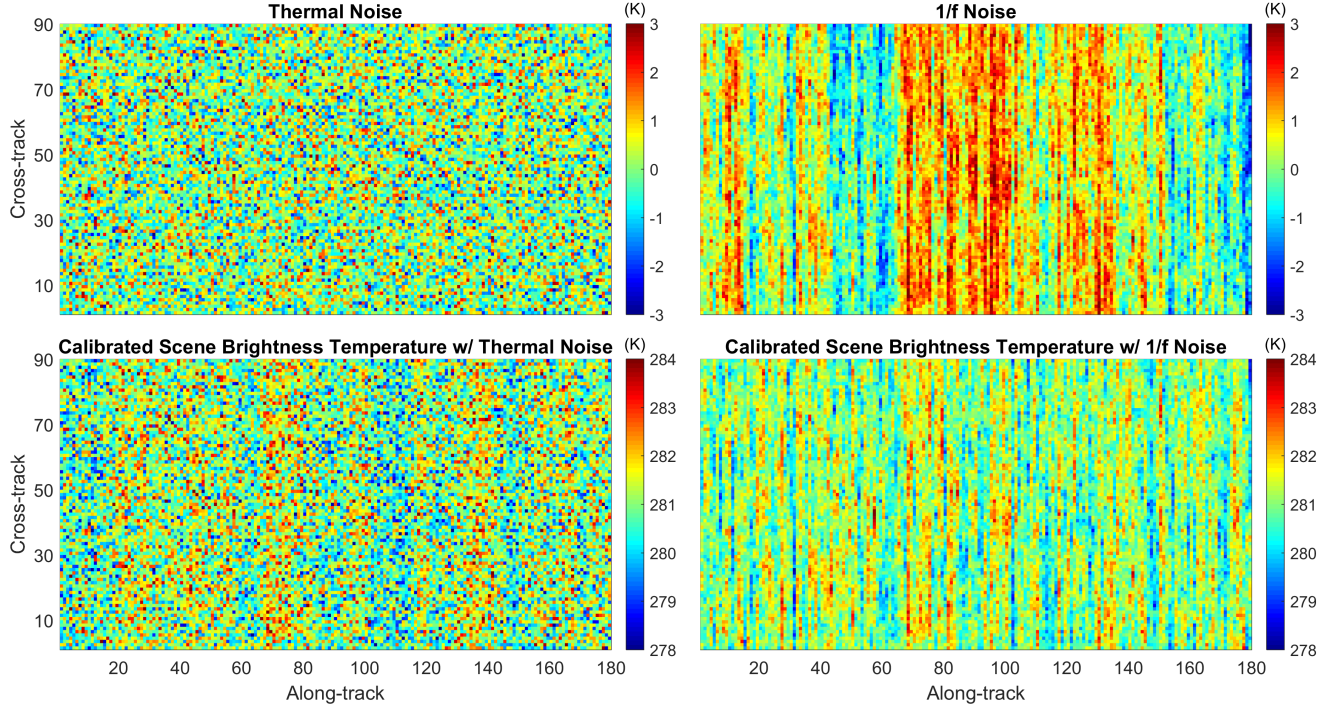 Thermal Noise
(K)
90
70
50
30
10
Cross-track
3
2
1
0
-1
-2
-3
1/f Noise
(K)
3
2
1
0
-1
-2
-3
Calibrated Scene Brightness Temperature w/ Thermal Noise
(K)
90
70
50
30
10
Cross-track
20 40 60 80 100 120 140 160 180
Along-track
284
283
282
281
280
279
278
Calibrated Scene Brightness Temperature w/ 1/f Noise
(K)
20 40 60 80 100 120 140 160 180
Along-track
284
283
282
281
280
279
278